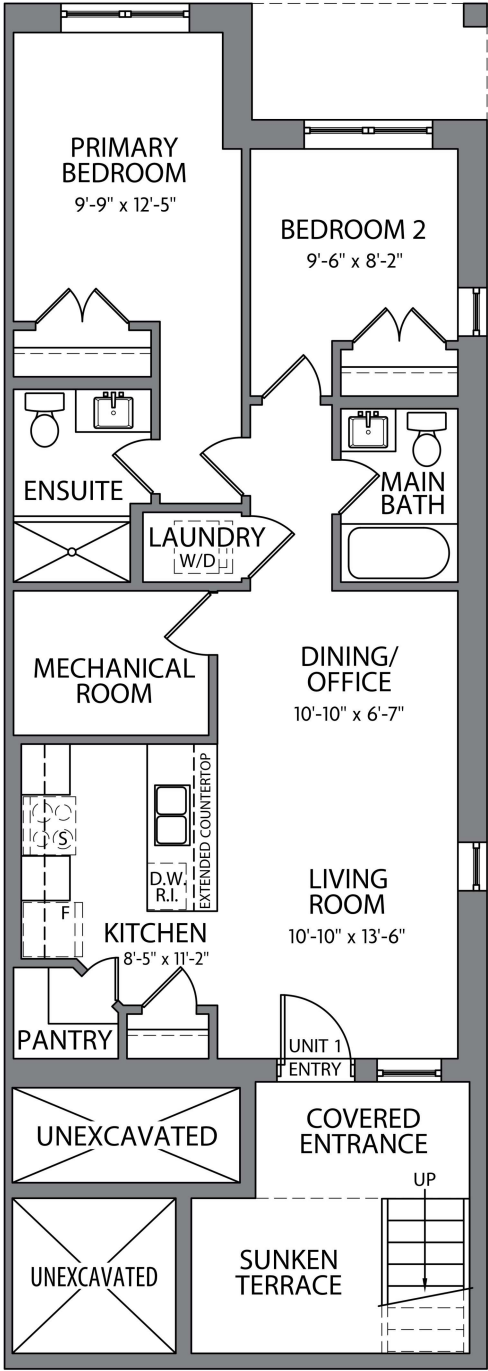 PRIMARY
BEDROOM
9'-9" x 12'-5"
BEDROOM 2
9'-6" x 8'-2"
ENSUITE
MAIN
BATH
LAUNDRY
W/D
MECHANICAL
ROOM
DINING/
OFFICE
10'-10" x 6'-7"
EXTENDED COUNTERTOP
S
D.W.
R.I.
F
LIVING
ROOM
10'-10" x 13'-6"
KITCHEN
8'-5" x 11'-2"
PANTRY
UNIT 1
ENTRY
UNEXCAVATED
COVERED
ENTRANCE
UP
UNEXCAVATED
SUNKEN
TERRACE